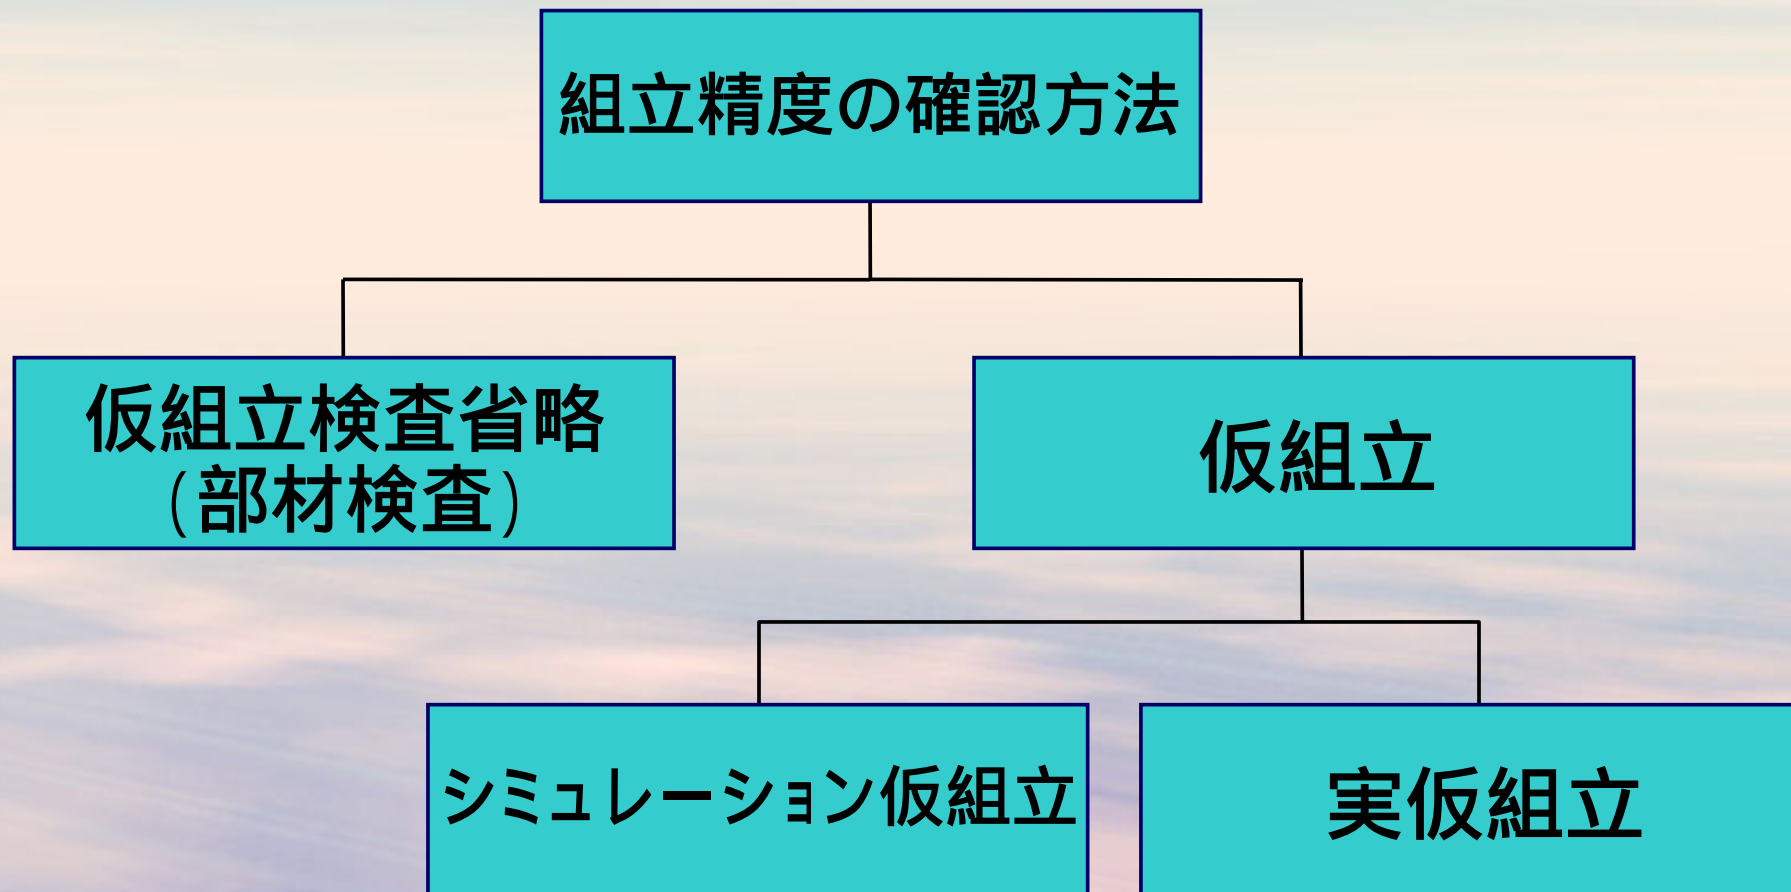 組立精度の確認方法
仮組立検査省略
(部材検査)
仮組立
シミュレーション仮組立
実仮組立